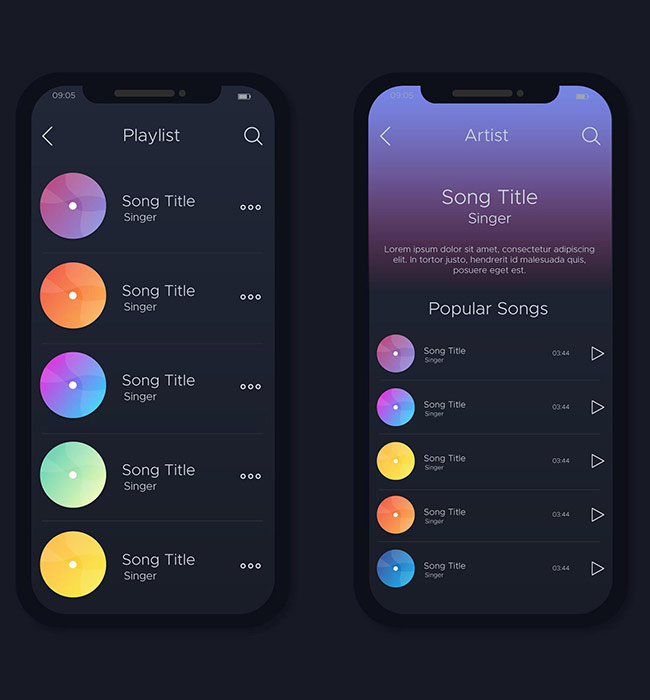 09:05
Playlist
Song Title
Singer
Song Title
Singer
Song Title
Singer
Song Title
Singer
Song Title
Singer
09:05
Artist
Song Title
Singer
Lorem ipsum dolor sit amet, consectetur adipiscing
elit. In tortor justo, hendrerit id malesuada quis,
posuere eget est.
Popular Songs
Song Title
Singer
03:44
Song Title
Singer
03:44
Song Title
Singer
03:44
Song Title
Singer
03:44
Song Title
Singer
03:44